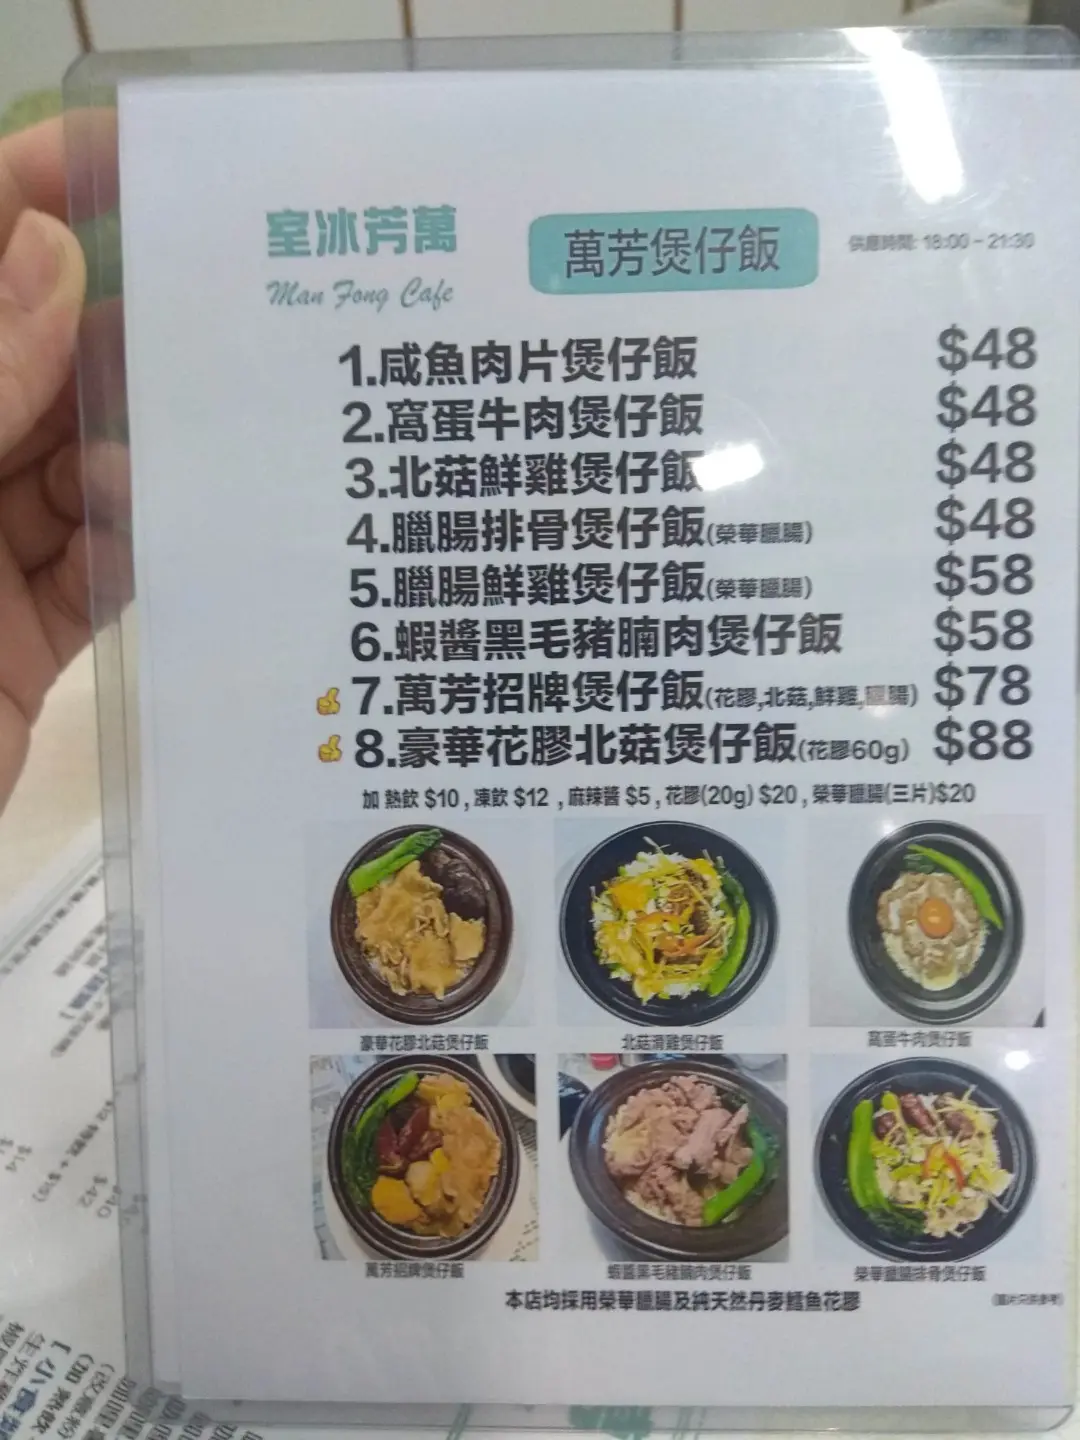 萬芳冰室
Man Fong Cafe
萬芳煲仔飯
供應時間: 18:00 - 21:30
1.咸魚肉片煲仔飯 $48
2.窩蛋牛肉煲仔飯 $48
3.北菇鮮雞煲仔飯 $48
4.臘腸排骨煲仔飯(榮華臘腸) $48
5.臘腸鮮雞煲仔飯(榮華臘腸) $58
6.蝦醬黑毛豬腩肉煲仔飯 $58
7.萬芳招牌煲仔飯(花膠,北菇,鮮雞,臘腸) $78
8.豪華花膠北菇煲仔飯(花膠60g) $88
加 熱飲 $10 , 凍飲 $12 , 麻辣醬 $5 , 花膠(20g) $20 , 榮華臘腸(三片)$20
豪華花膠北菇煲仔飯
北菇滑雞煲仔飯
窩蛋牛肉煲仔飯
萬芳招牌煲仔飯
蝦醬黑毛豬腩肉煲仔飯
榮華臘腸排骨煲仔飯
本店均採用榮華臘腸及純天然丹麥鱈魚花膠
(圖片只供參考)
$42